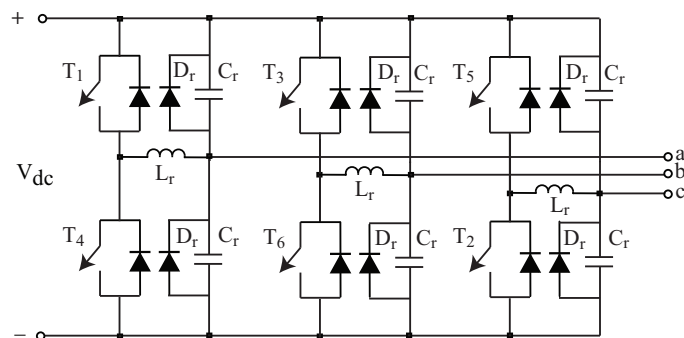 +
T1 Dr Cr T3 Dr Cr T5 Dr Cr
a
Lr
b
Vdc
Lr
c
Lr
T4 Dr Cr T6 Dr Cr T2 Dr Cr
−